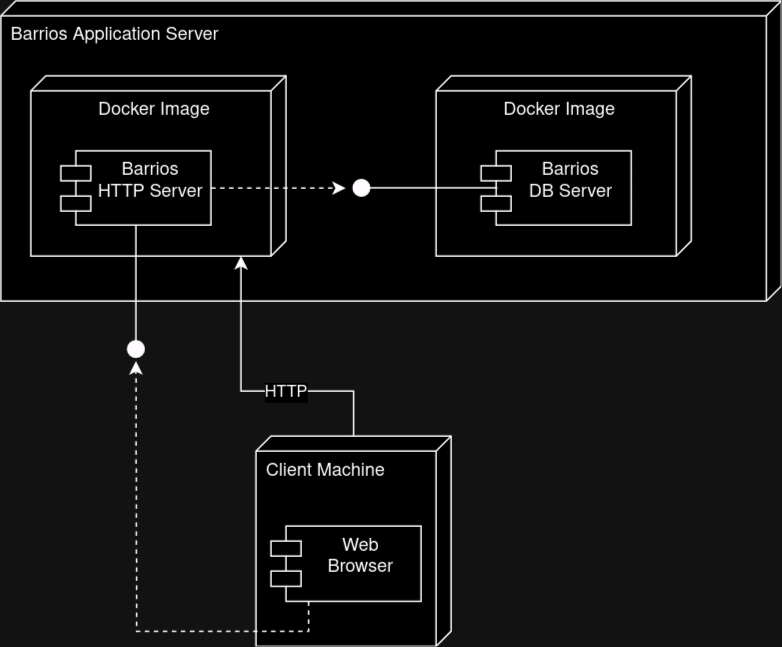 Barrios Application Server
Docker Image
Docker Image
Barrios
HTTP Server
Barrios
DB Server
HTTP
Client Machine
Web
Browser